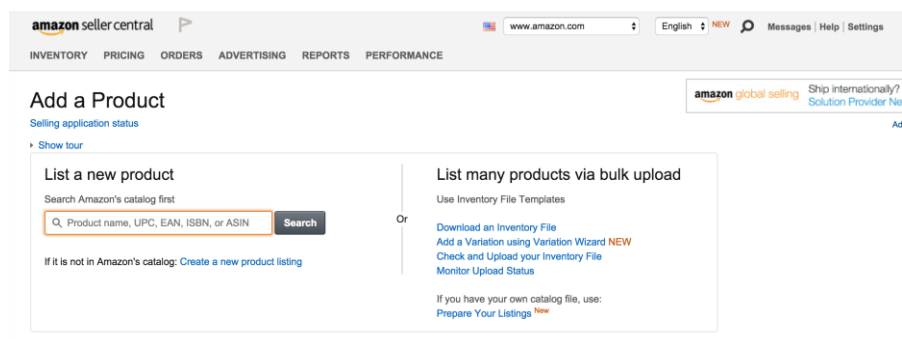 amazon seller central
www.amazon.com
English
NEW
Messages | Help | Settings
INVENTORY PRICING ORDERS ADVERTISING REPORTS PERFORMANCE
Add a Product
amazon global selling
Ship internationally?
Solution Provider Ne
Selling application status
Ad
Show tour
List a new product
Search Amazon's catalog first
Product name, UPC, EAN, ISBN, or ASIN
Search
If it is not in Amazon's catalog: Create a new product listing
Or
List many products via bulk upload
Use Inventory File Templates
Download an Inventory File
Add a Variation using Variation Wizard NEW
Check and Upload your Inventory File
Monitor Upload Status
If you have your own catalog file, use:
Prepare Your Listings New